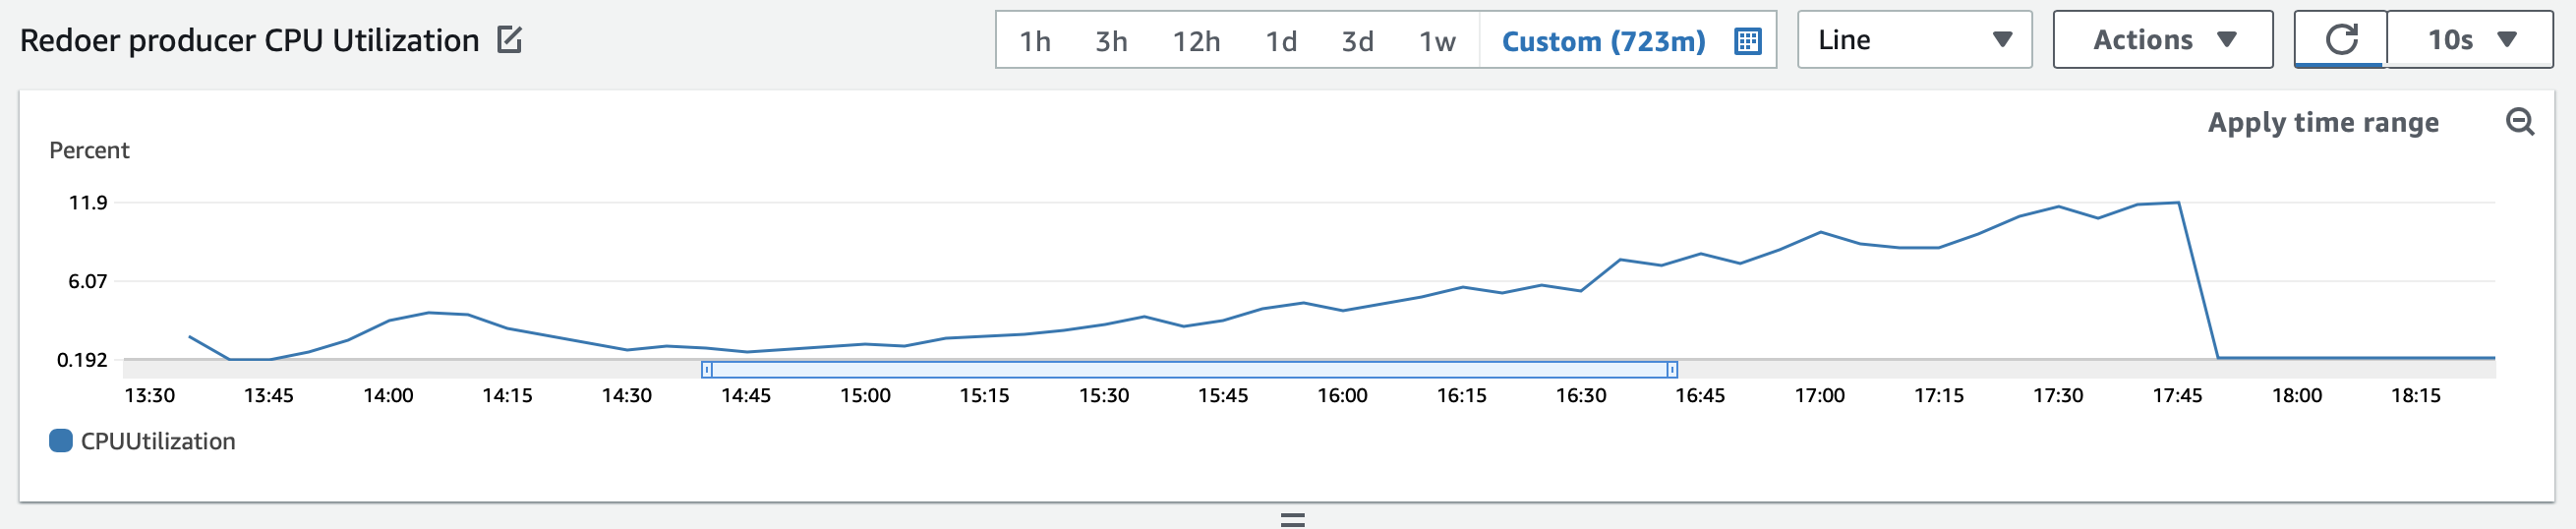 Redoer producer CPU Utilization
1h 3h 12h 1d 3d 1w Custom (723m) Line Actions 10s
Apply time range
Percent
11.9
6.07
0.192
13:30 13:45 14:00 14:15 14:30 14:45 15:00 15:15 15:30 15:45 16:00 16:15 16:30 16:45 17:00 17:15 17:30 17:45 18:00 18:15
CPUUtilization